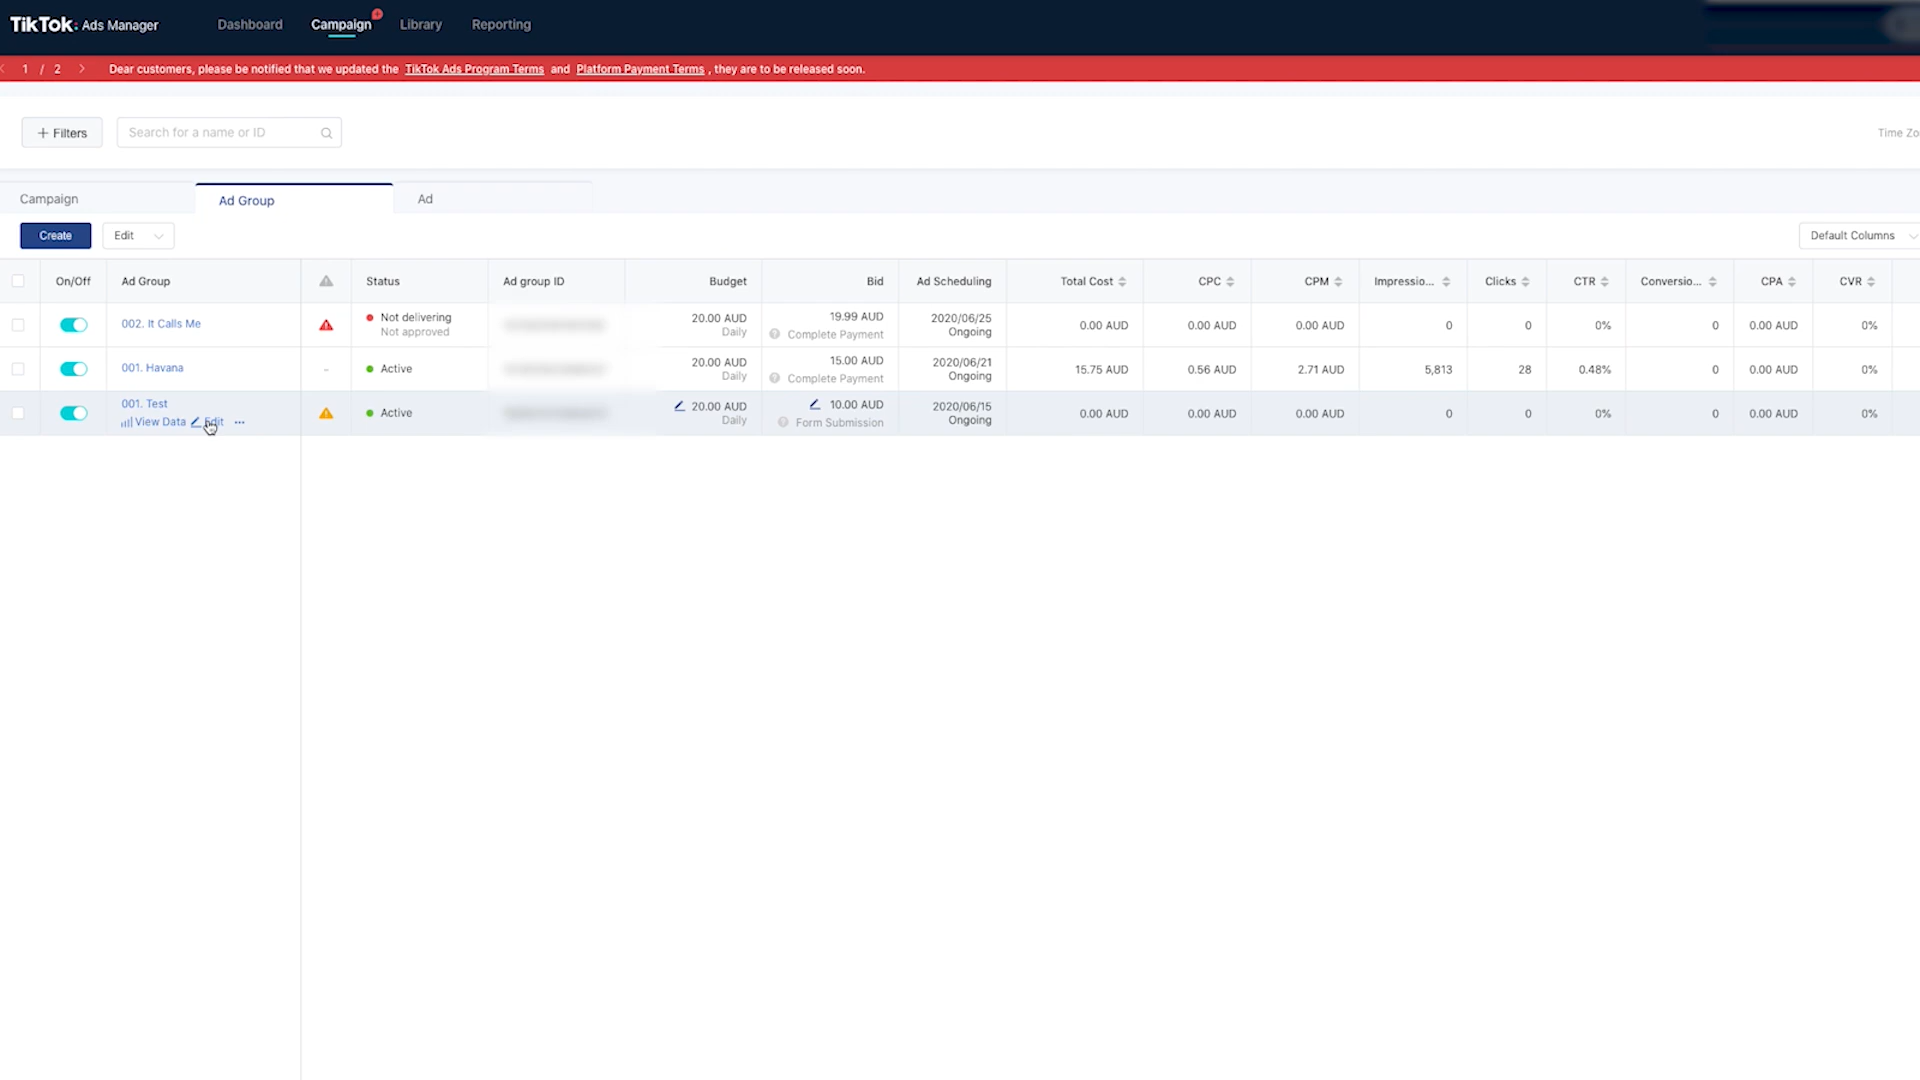 TikTok: Ads Manager Dashboard Campaign Library Reporting
1 / 2 Dear customers, please be notified that we updated the TikTok Ads Program Terms and Platform Payment Terms , they are to be released soon.
+ Filters Search for a name or ID Time Zo
Campaign Ad Group Ad
Create Edit Default Columns
On/Off Ad Group Status Ad group ID Budget Bid Ad Scheduling Total Cost CPC CPM Impressio... Clicks CTR Conversio... CPA CVR
002. It Calls Me Not delivering 20.00 AUD 19.99 AUD 2020/06/25 0.00 AUD 0.00 AUD 0.00 AUD 0 0 0% 0 0.00 AUD 0%
Not approved Daily Complete Payment Ongoing
001. Havana - Active 20.00 AUD 15.00 AUD 2020/06/21 15.75 AUD 0.56 AUD 2.71 AUD 5,813 28 0.48% 0 0.00 AUD 0%
Daily Complete Payment Ongoing
001. Test Active 20.00 AUD 10.00 AUD 2020/06/15 0.00 AUD 0.00 AUD 0.00 AUD 0 0 0% 0 0.00 AUD 0%
View Data Edit ... Daily Form Submission Ongoing